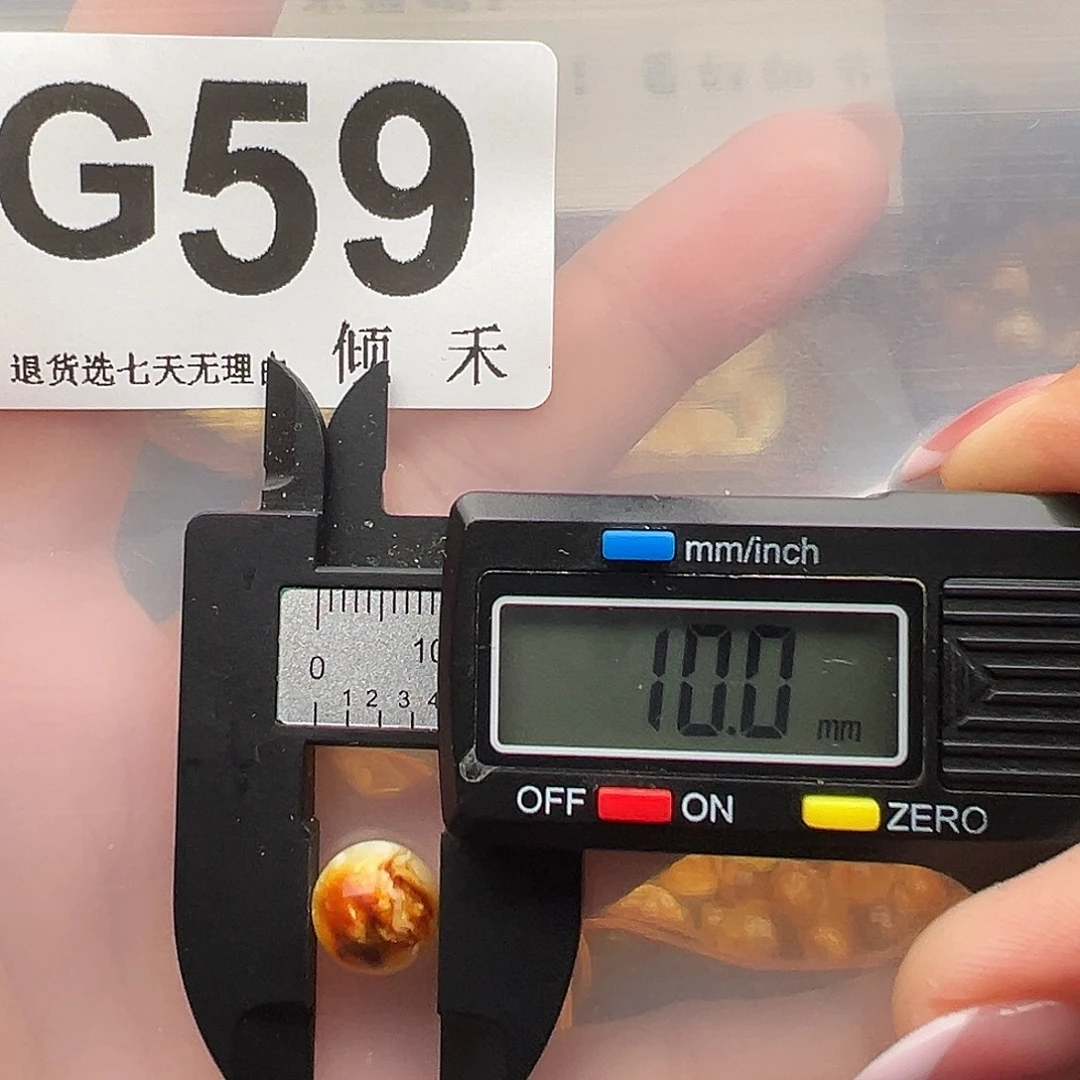 G59
退货选七天无理由 倾 禾
mm/inch
0 10
1 2 3 4
10.0 mm
OFF ON ZERO